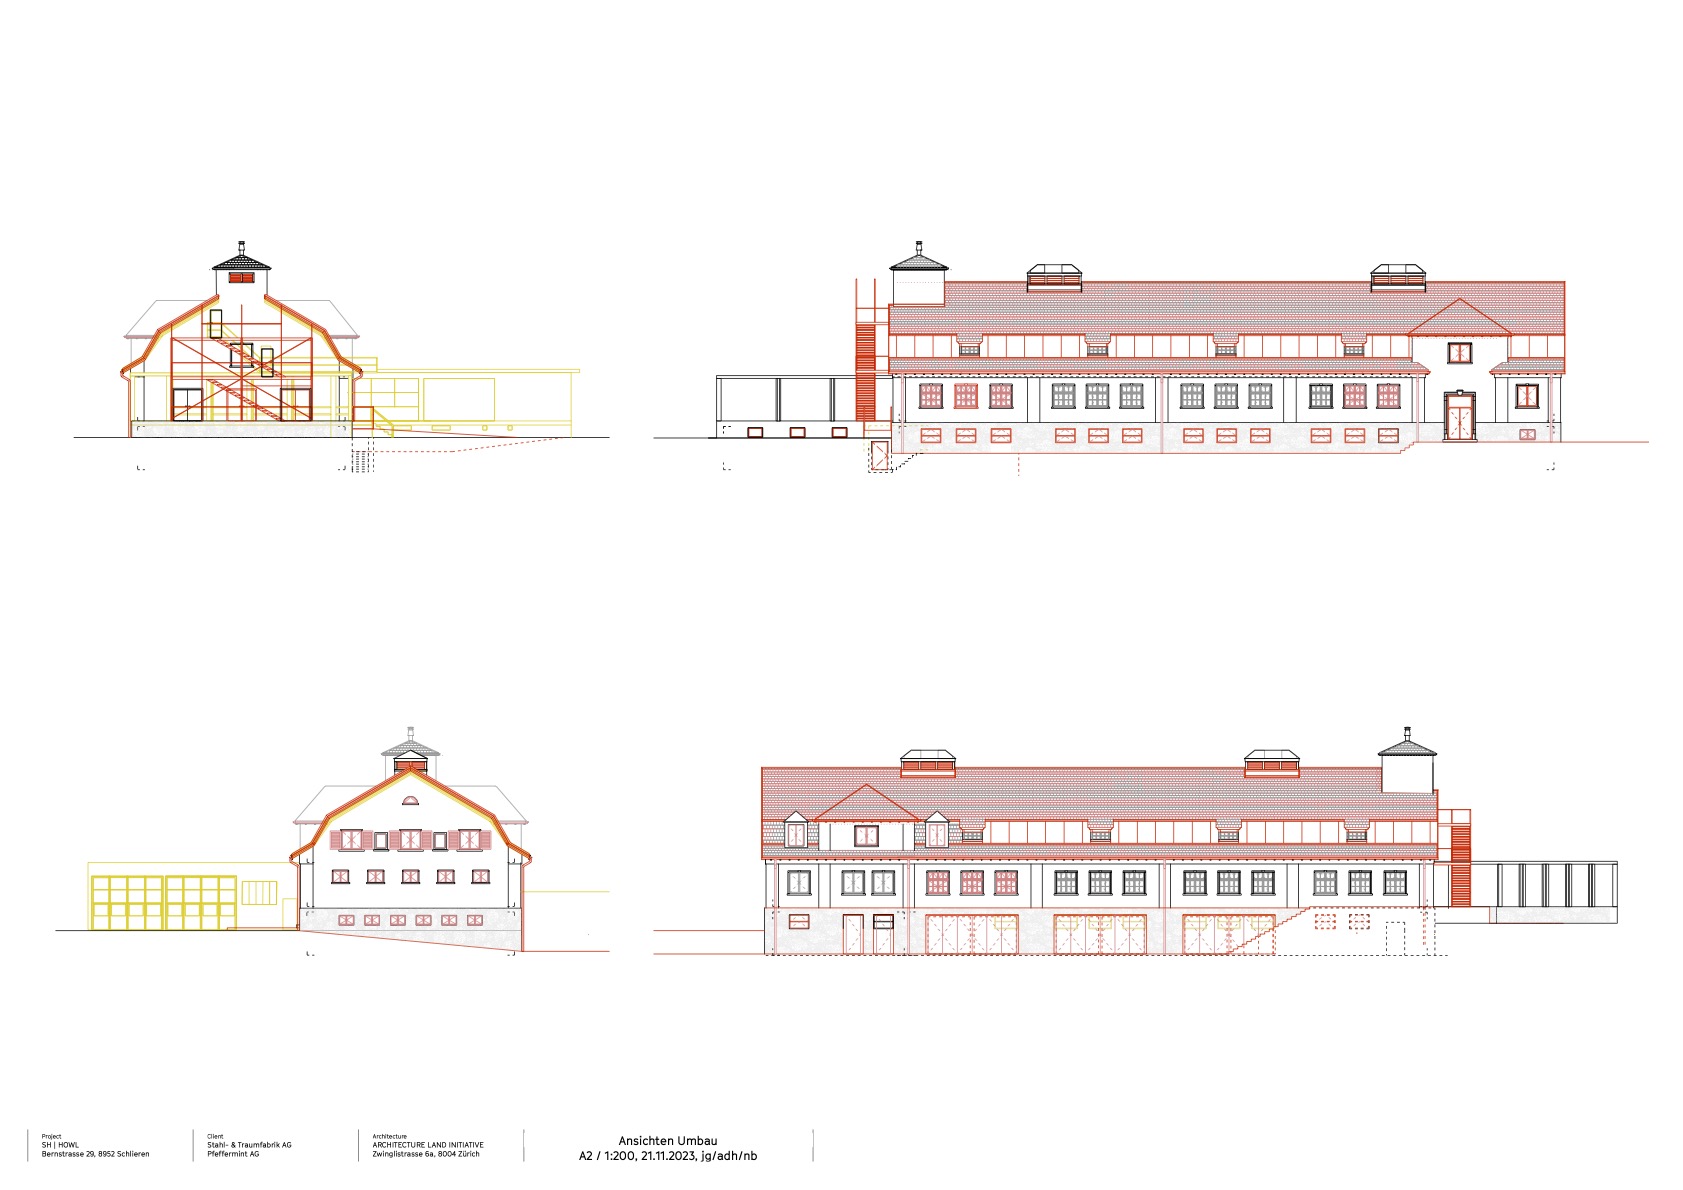 Project
SH | HOWL
Bernstrasse 29, 8952 Schlieren
Client
Stahl- & Traumfabrik AG
Pfeffermint AG
Architecture
ARCHITECTURE LAND INITIATIVE
Zwinglistrasse 6a, 8004 Zürich
Ansichten Umbau
A2 / 1:200, 21.11.2023, jg/adh/nb